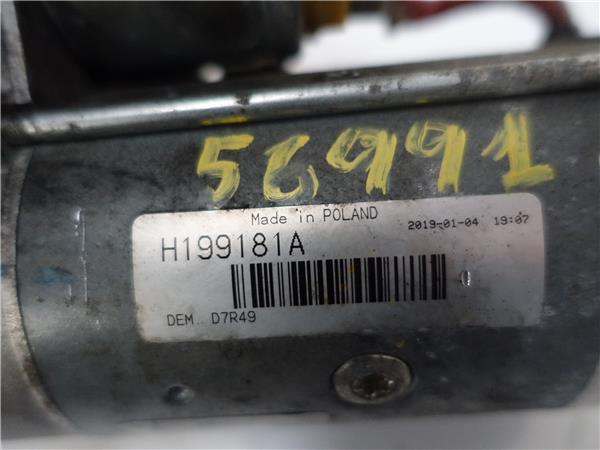 56991
Made in POLAND
2019-01-04 19:07
H199181A
DEM. D7R49